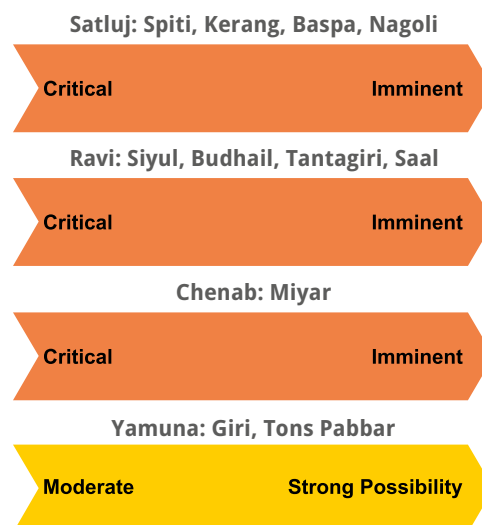 Satluj: Spiti, Kerang, Baspa, Nagoli
Critical Imminent
Ravi: Siyul, Budhail, Tantagiri, Saal
Critical Imminent
Chenab: Miyar
Critical Imminent
Yamuna: Giri, Tons Pabbar
Moderate Strong Possibility